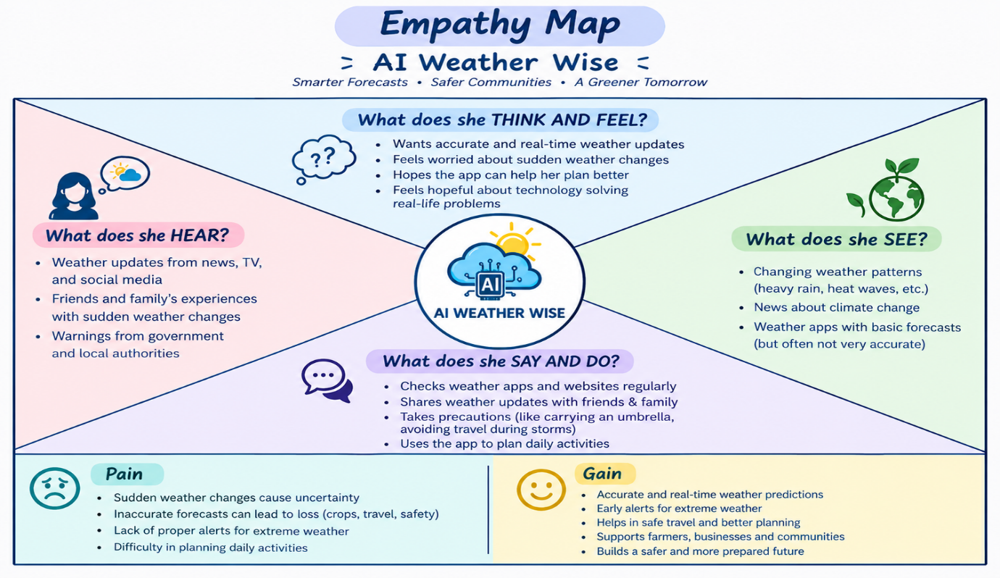 Empathy Map
AI Weather Wise
Smarter Forecasts • Safer Communities • A Greener Tomorrow
What does she THINK AND FEEL?
??
• Wants accurate and real-time weather updates
• Feels worried about sudden weather changes
• Hopes the app can help her plan better
• Feels hopeful about technology solving
real-life problems
What does she HEAR?
• Weather updates from news, TV,
and social media
• Friends and family's experiences
with sudden weather changes
• Warnings from government
and local authorities
AI
AI WEATHER WISE
What does she SEE?
• Changing weather patterns
(heavy rain, heat waves, etc.)
• News about climate change
• Weather apps with basic forecasts
(but often not very accurate)
What does she SAY AND DO?
• Checks weather apps and websites regularly
• Shares weather updates with friends & family
• Takes precautions (like carrying an umbrella,
avoiding travel during storms)
• Uses the app to plan daily activities
Pain
• Sudden weather changes cause uncertainty
• Inaccurate forecasts can lead to loss (crops, travel, safety)
• Lack of proper alerts for extreme weather
• Difficulty in planning daily activities
Gain
• Accurate and real-time weather predictions
• Early alerts for extreme weather
• Helps in safe travel and better planning
• Supports farmers, businesses and communities
• Builds a safer and more prepared future